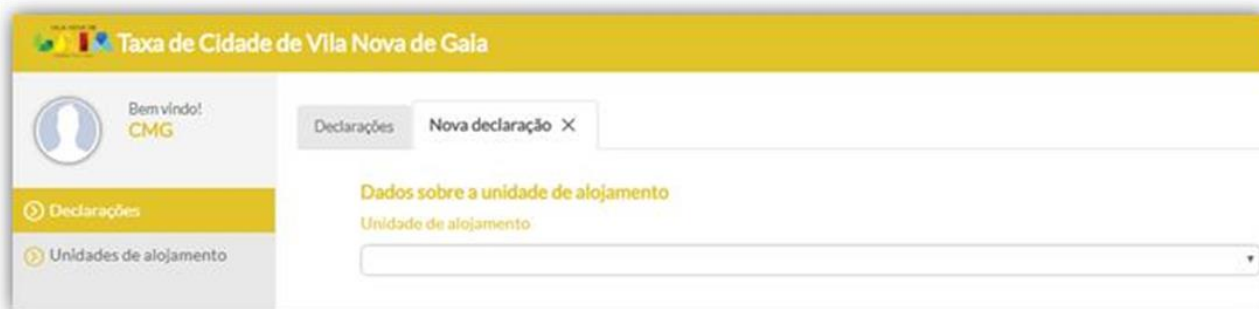 Taxa de Cidade de Vila Nova de Gaia
Bem vindo!
CMG
Declarações
Nova declaração
Dados sobre a unidade de alojamento
Unidade de alojamento
Declarações
Unidades de alojamento